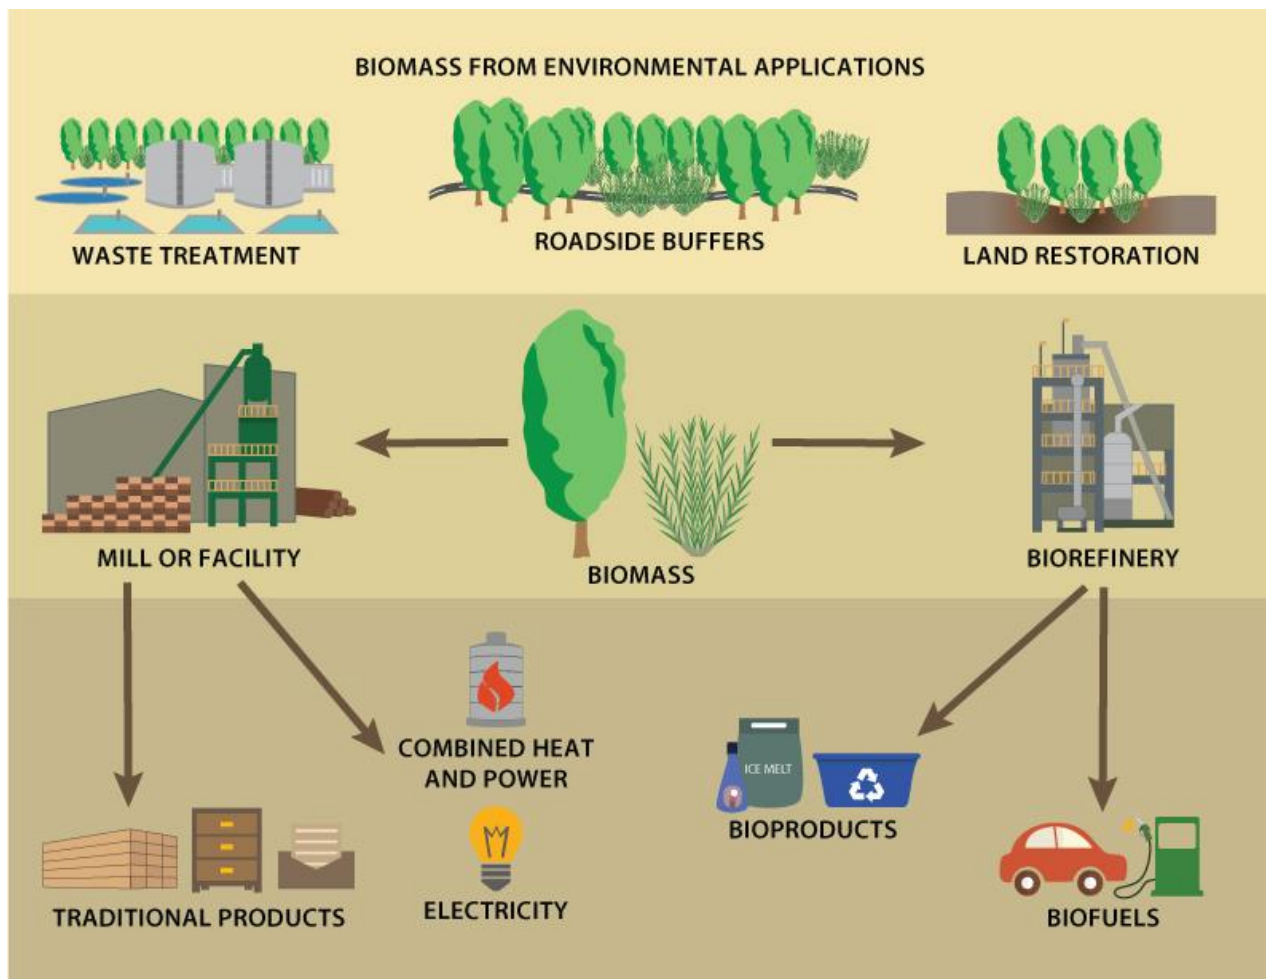 BIOMASS FROM ENVIRONMENTAL APPLICATIONS
WASTE TREATMENT
ROADSIDE BUFFERS
LAND RESTORATION
MILL OR FACILITY
BIOMASS
BIOREFINERY
COMBINED HEAT
AND POWER
ICE MELT
BIOPRODUCTS
TRADITIONAL PRODUCTS
ELECTRICITY
BIOFUELS